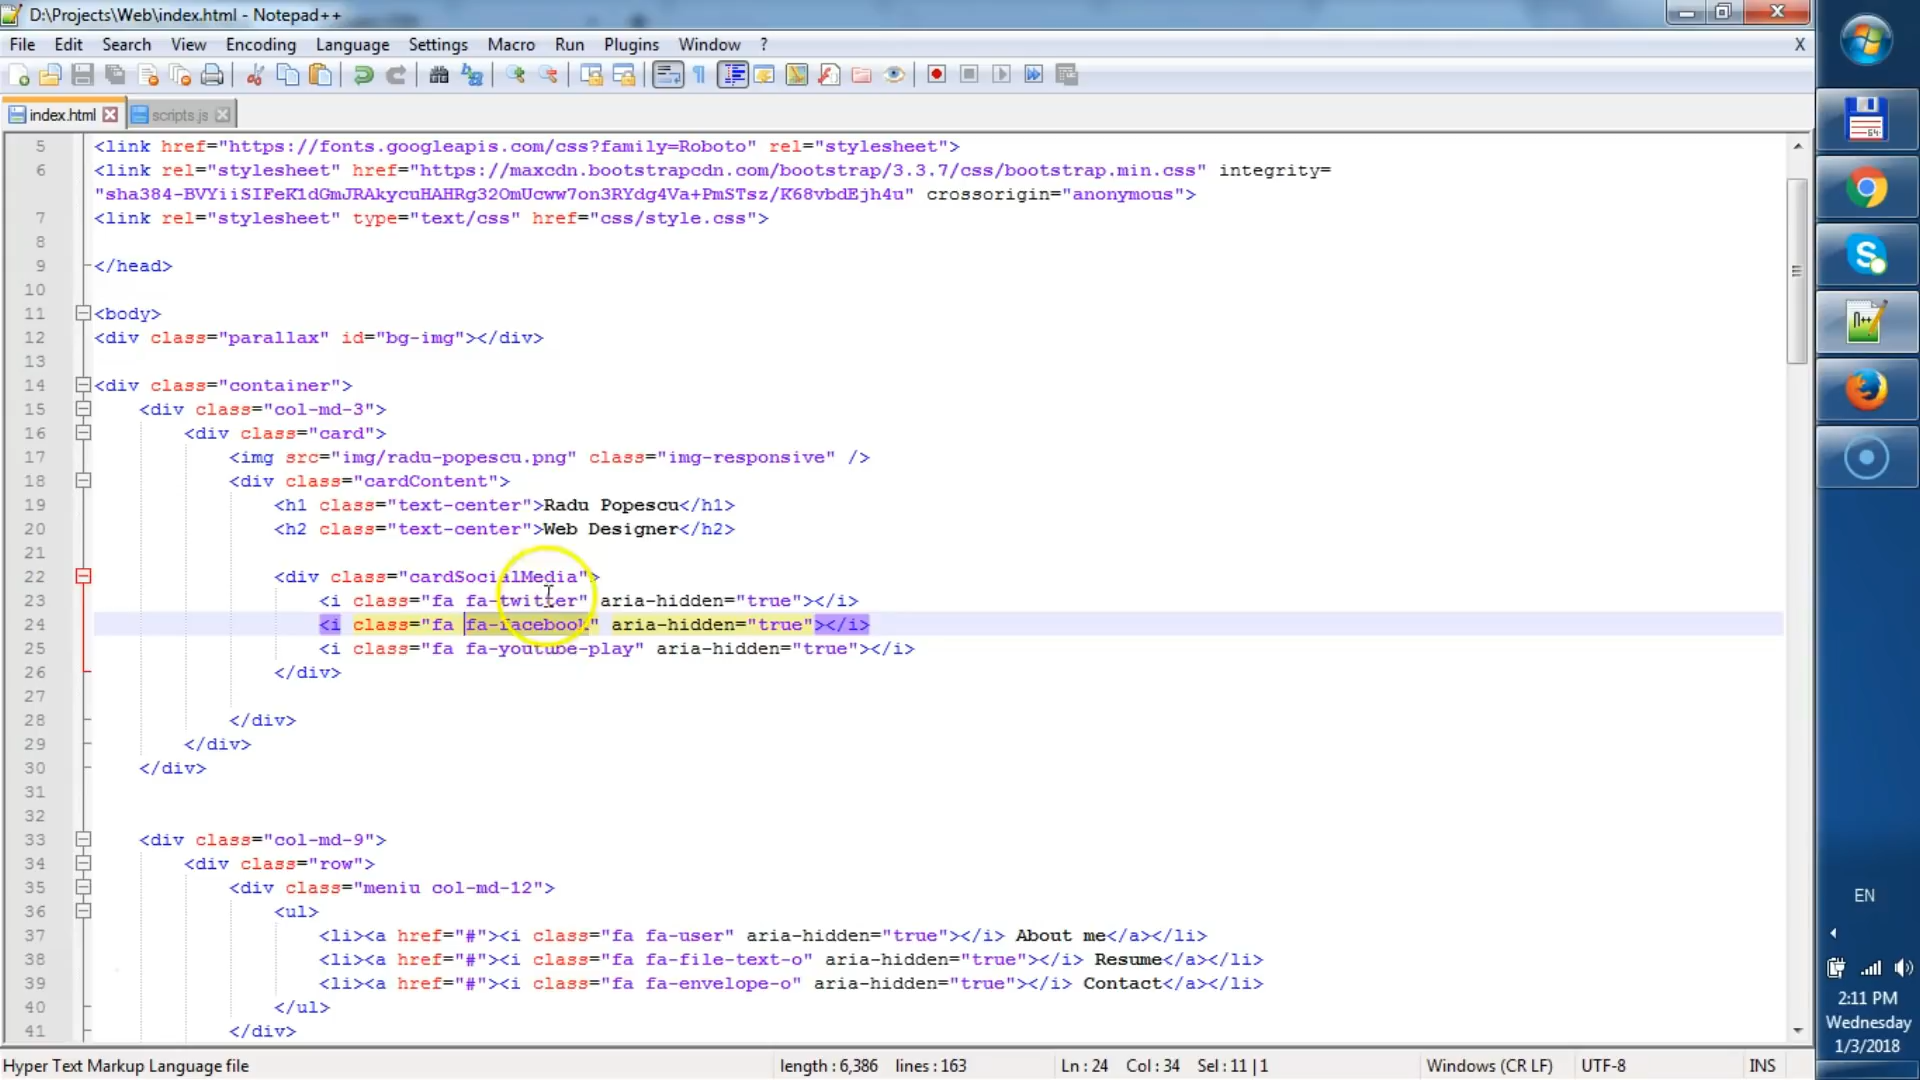 D:\Projects\Web\index.html - Notepad++
File Edit Search View Encoding Language Settings Macro Run Plugins Window ? X
index.html scripts.js
5 <link href="https://fonts.googleapis.com/css?family=Roboto" rel="stylesheet">
6 <link rel="stylesheet" href="https://maxcdn.bootstrapcdn.com/bootstrap/3.3.7/css/bootstrap.min.css" integrity=
"sha384-BVYiiSIFeK1dGmJRAkycuHAHRg32OmUcww7on3RYdg4Va+PmSTsz/K68vbdEjh4u" crossorigin="anonymous">
7 <link rel="stylesheet" type="text/css" href="css/style.css">
8
9 </head>
10
11 <body>
12 <div class="parallax" id="bg-img"></div>
13
14 <div class="container">
15 <div class="col-md-3">
16 <div class="card">
17 <img src="img/radu-popescu.png" class="img-responsive" />
18 <div class="cardContent">
19 <h1 class="text-center">Radu Popescu</h1>
20 <h2 class="text-center">Web Designer</h2>
21
22 <div class="cardSocialMedia">
23 <i class="fa fa-twitter" aria-hidden="true"></i>
24 <i class="fa fa-facebook" aria-hidden="true"></i>
25 <i class="fa fa-youtube-play" aria-hidden="true"></i>
26 </div>
27
28 </div>
29 </div>
30 </div>
31
32
33 <div class="col-md-9">
34 <div class="row">
35 <div class="meniu col-md-12">
36 <ul>
37 <li><a href="#"><i class="fa fa-user" aria-hidden="true"></i> About me</a></li>
38 <li><a href="#"><i class="fa fa-file-text-o" aria-hidden="true"></i> Resume</a></li>
39 <li><a href="#"><i class="fa fa-envelope-o" aria-hidden="true"></i> Contact</a></li>
40 </ul>
41 </div>
Hyper Text Markup Language file length : 6,386 lines : 163 Ln : 24 Col : 34 Sel : 11 | 1 Windows (CR LF) UTF-8 INS
64
S
n++
EN
2:11 PM
Wednesday
1/3/2018